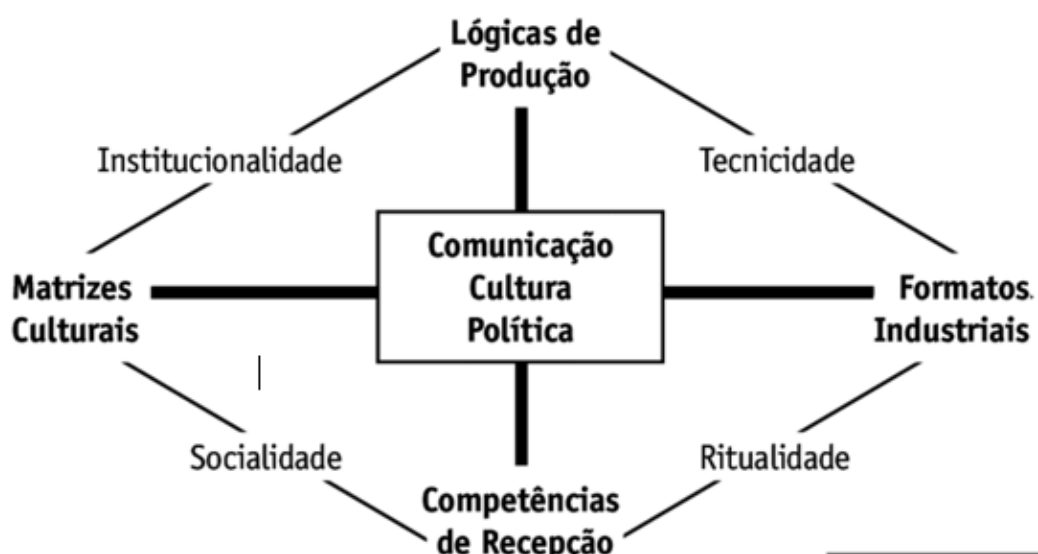 Lógicas de
Produção
Institucionalidade
Tecnicidade
Comunicação
Cultura
Política
Matrizes
Culturais
Formatos.
Industriais
Socialidade
Ritualidade
Competências
de Recepção